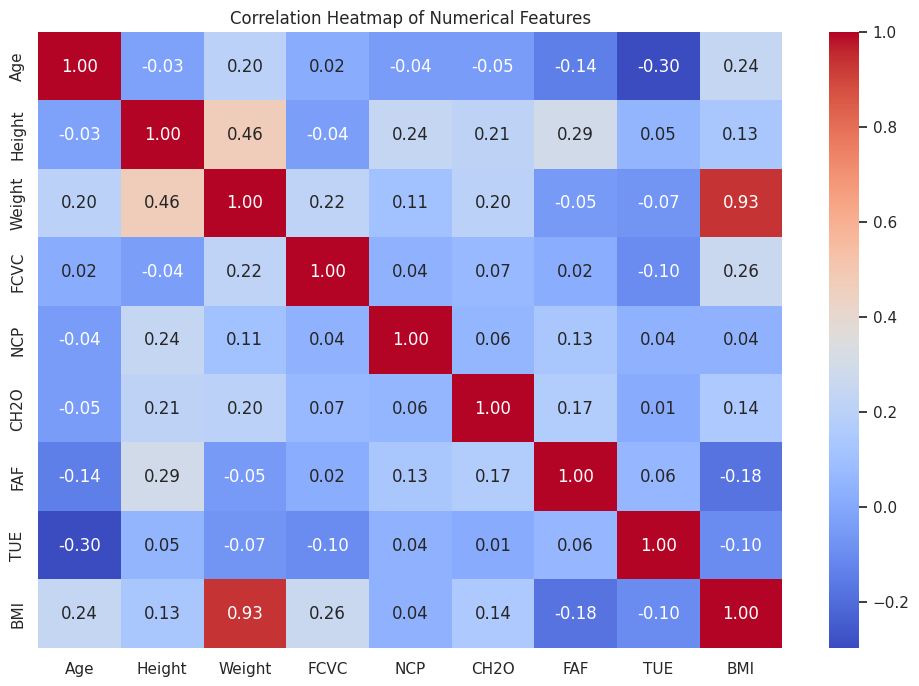 Correlation Heatmap of Numerical Features
Age 1.00 -0.03 0.20 0.02 -0.04 -0.05 -0.14 -0.30 0.24
Height -0.03 1.00 0.46 -0.04 0.24 0.21 0.29 0.05 0.13
Weight 0.20 0.46 1.00 0.22 0.11 0.20 -0.05 -0.07 0.93
FCVC 0.02 -0.04 0.22 1.00 0.04 0.07 0.02 -0.10 0.26
NCP -0.04 0.24 0.11 0.04 1.00 0.06 0.13 0.04 0.04
CH2O -0.05 0.21 0.20 0.07 0.06 1.00 0.17 0.01 0.14
FAF -0.14 0.29 -0.05 0.02 0.13 0.17 1.00 0.06 -0.18
TUE -0.30 0.05 -0.07 -0.10 0.04 0.01 0.06 1.00 -0.10
BMI 0.24 0.13 0.93 0.26 0.04 0.14 -0.18 -0.10 1.00
Age Height Weight FCVC NCP CH2O FAF TUE BMI
1.0
0.8
0.6
0.4
0.2
0.0
−0.2